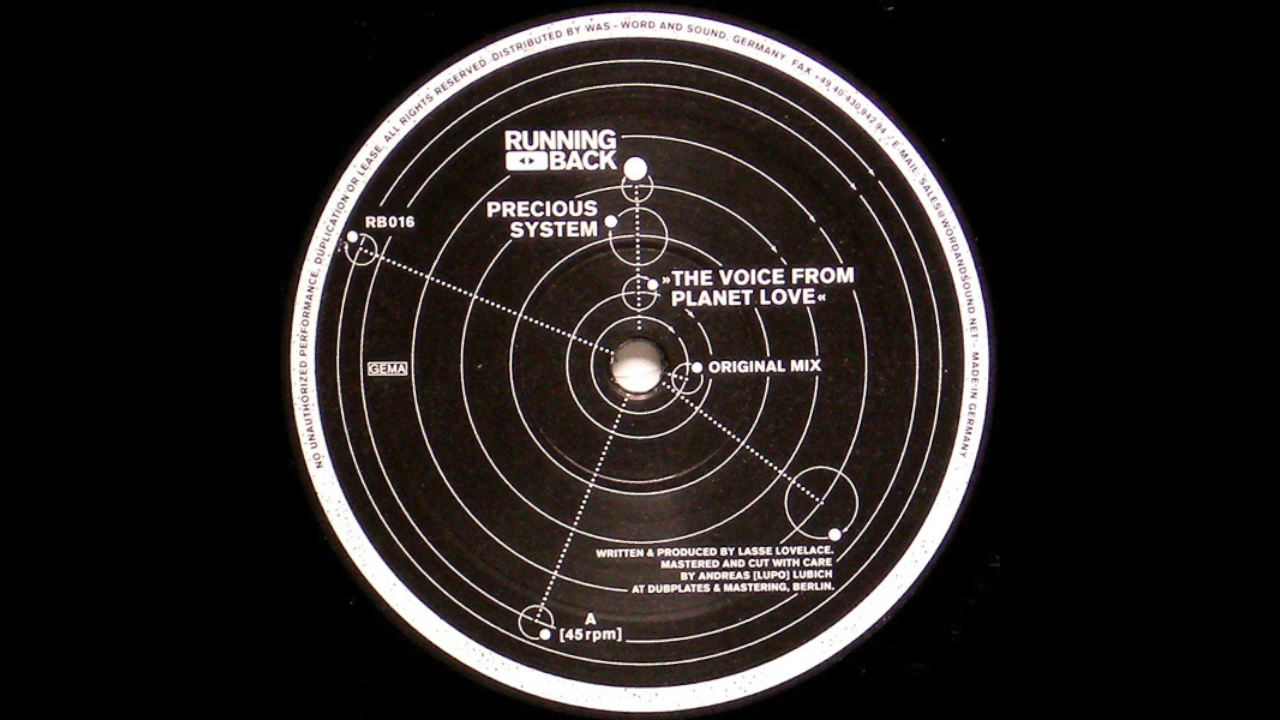 NO UNAUTHORIZED PERFORMANCE, DUPLICATION OR LEASE. ALL RIGHTS RESERVED. DISTRIBUTED BY WAS - WORD AND SOUND, GERMANY, FAX +49.40.430.942 94 - E-MAIL: SALES@WORDANDSOUND.NET - MADE IN GERMANY
RUNNING
BACK
RB016
PRECIOUS
SYSTEM
»THE VOICE FROM
PLANET LOVE«
GEMA
ORIGINAL MIX
WRITTEN & PRODUCED BY LASSE LOVELACE.
MASTERED AND CUT WITH CARE
BY ANDREAS [LUPO] LUBICH
AT DUBPLATES & MASTERING, BERLIN.
A
[45rpm]